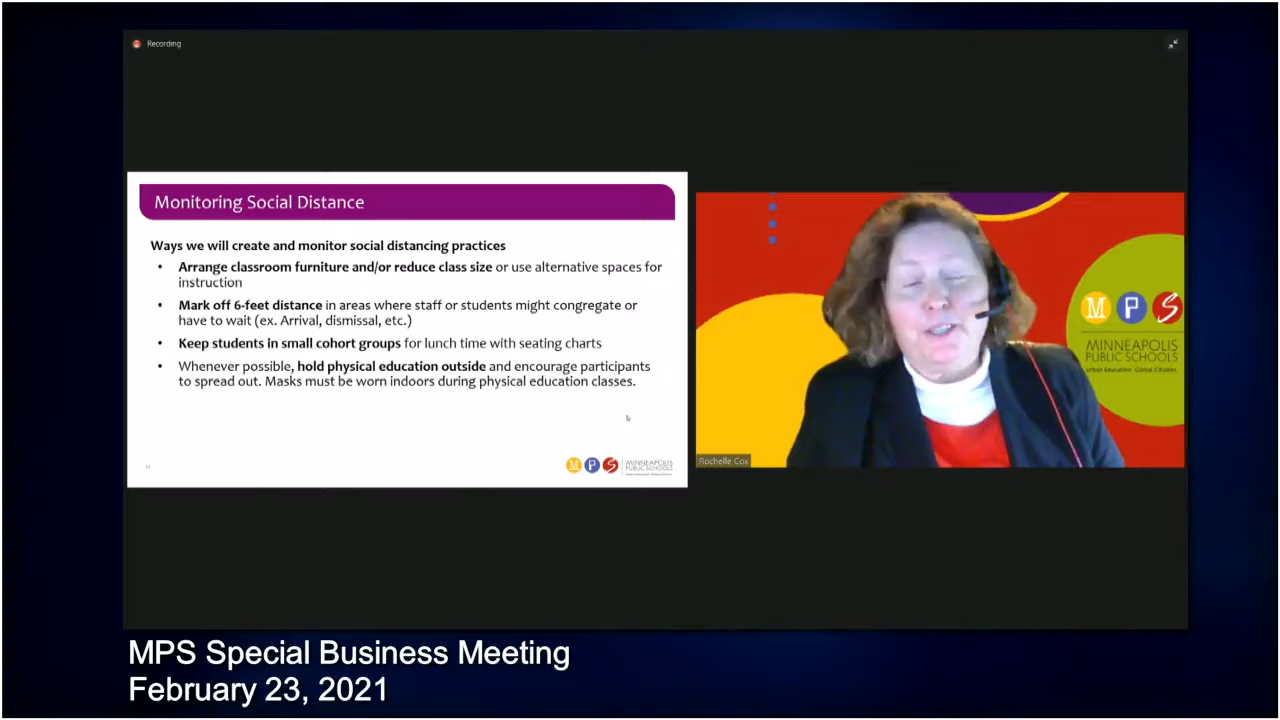 Recording
Monitoring Social Distance
Ways we will create and monitor social distancing practices
• Arrange classroom furniture and/or reduce class size or use alternative spaces for
instruction
• Mark off 6-feet distance in areas where staff or students might congregate or
have to wait (ex. Arrival, dismissal, etc.)
• Keep students in small cohort groups for lunch time with seating charts
• Whenever possible, hold physical education outside and encourage participants
to spread out. Masks must be worn indoors during physical education classes.
M P S MINNEAPOLIS
PUBLIC SCHOOLS
M P S
MINNEAPOLIS
PUBLIC SCHOOLS
Urban Education. Global Citizens.
Rochelle Cox
MPS Special Business Meeting
February 23, 2021